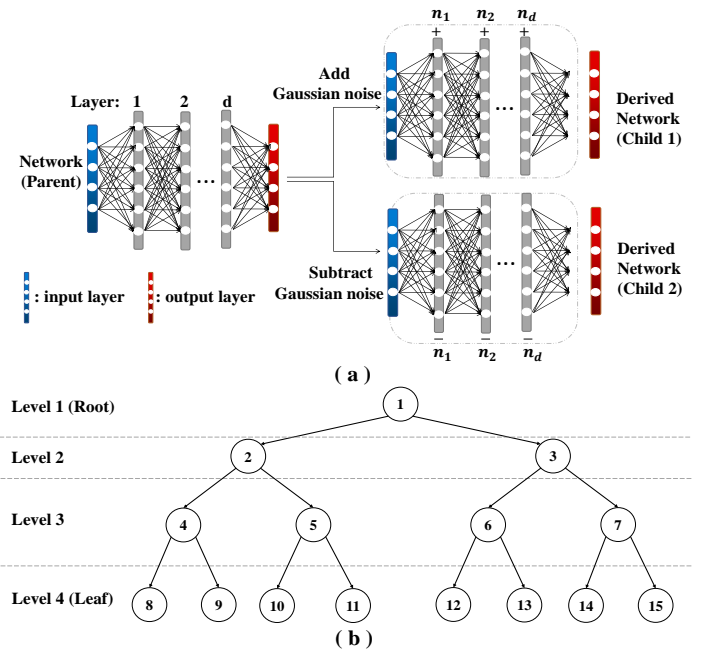 n₁ n₂ n_d
+ + +
Add
Gaussian noise
Layer: 1 2 d
...
Derived
Network
(Child 1)
Network
(Parent)
...
Subtract
Gaussian noise
...
Derived
Network
(Child 2)
: input layer : output layer
− − −
n₁ n₂ n_d
( a )
Level 1 (Root) 1
Level 2 2 3
Level 3 4 5 6 7
Level 4 (Leaf) 8 9 10 11 12 13 14 15
( b )